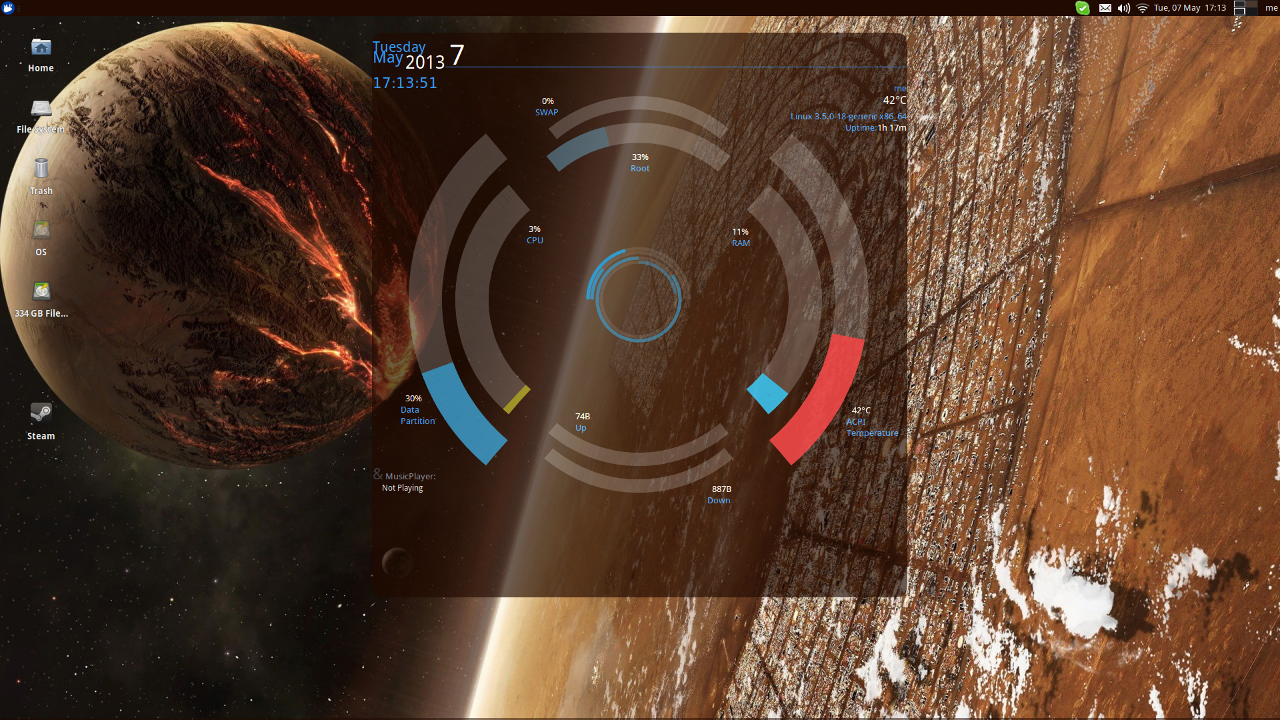 Tue, 07 May 17:13
me
Home
File system
Trash
OS
334 GB File...
Steam
Tuesday
May 2013 7
17:13:51
me
42°C
Linux 3.5.0-18-generic x86_64
Uptime:1h 17m
0%
SWAP
33%
Root
3%
CPU
11%
RAM
30%
Data
Partition
42°C
ACPI
Temperature
74B
Up
887B
Down
& MusicPlayer:
Not Playing